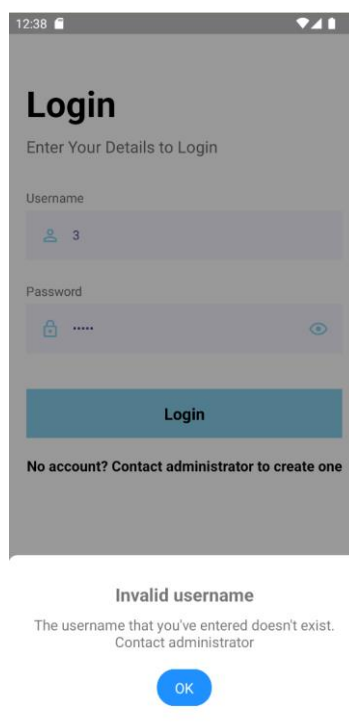 12:38
Login
Enter Your Details to Login
Username
3
Password
•••••
Login
No account? Contact administrator to create one
Invalid username
The username that you've entered doesn't exist.
Contact administrator
OK